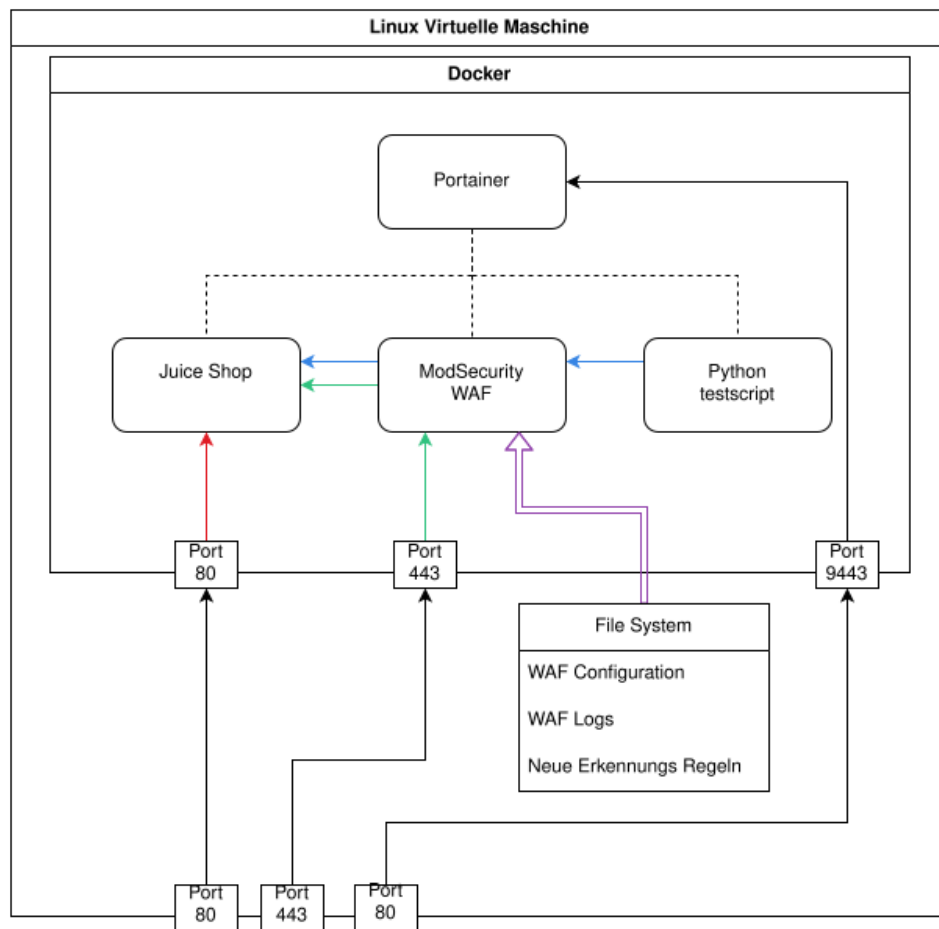 Linux Virtuelle Maschine
Docker
Portainer
Juice Shop
ModSecurity
WAF
Python
testscript
Port
80
Port
443
Port
9443
File System
WAF Configuration
WAF Logs
Neue Erkennungs Regeln
Port
80
Port
443
Port
80